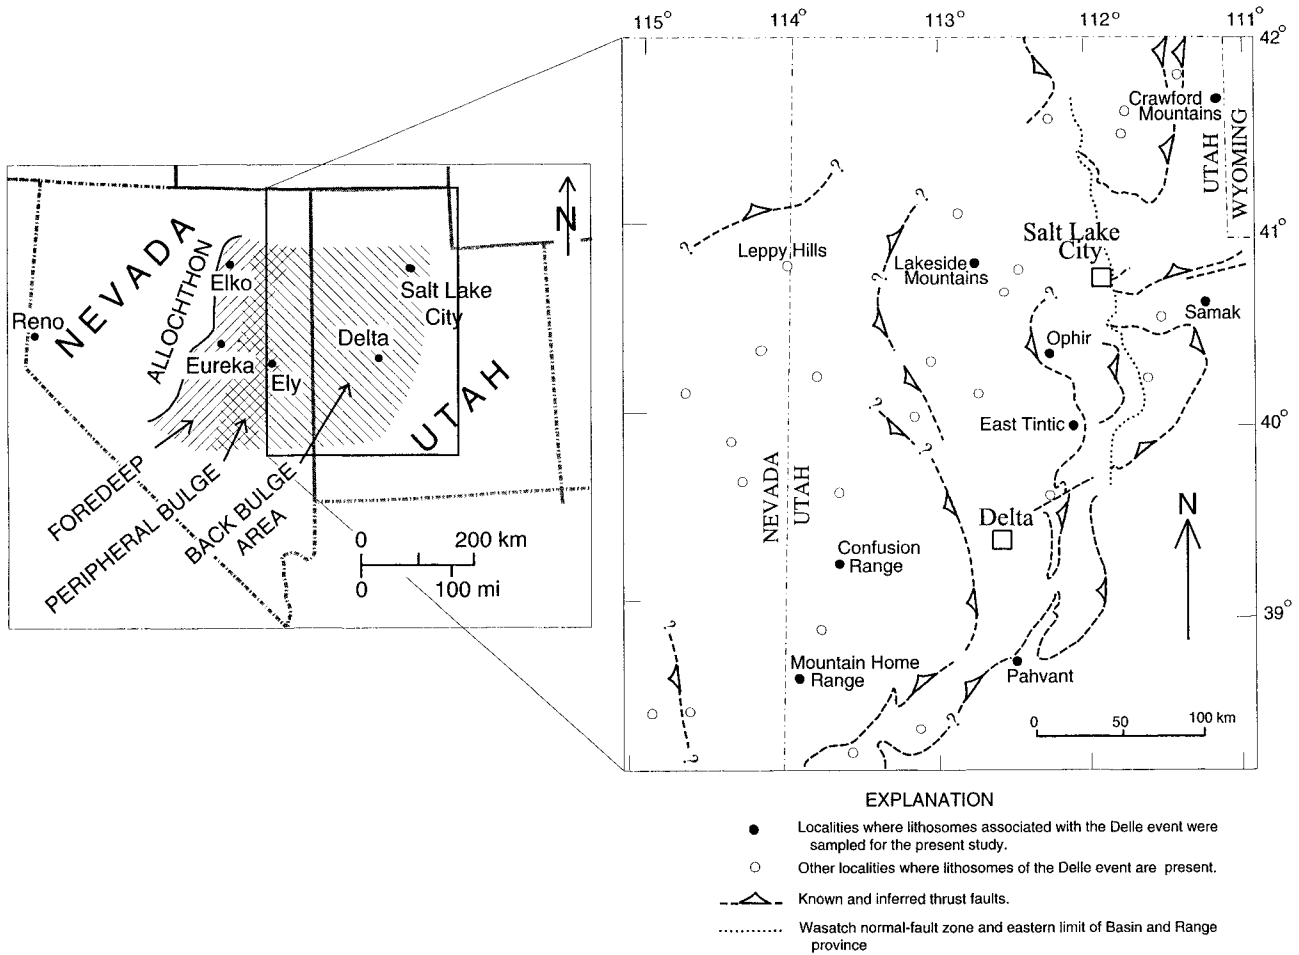 115°
114°
113°
112°
111°
42°
Crawford
Mountains
UTAH
WYOMING
N
NEVADA
ALLOCHTHON
Elko
Salt Lake
City
Reno
Delta
Eureka
Ely
UTAH
FOREDEEP
PERIPHERAL BULGE
BACK BULGE
AREA
0
200 km
0
100 mi
?
?
?
41°
Salt Lake
City
Leppy Hills
Lakeside
Mountains
?
?
Samak
Ophir
?
40°
East Tintic
?
NEVADA
UTAH
?
N
Delta
Confusion
Range
39°
?
Mountain Home
Range
Pahvant
?
0
50
100 km
?
EXPLANATION
Localities where lithosomes associated with the Delle event were
sampled for the present study.
Other localities where lithosomes of the Delle event are present.
Known and inferred thrust faults.
Wasatch normal-fault zone and eastern limit of Basin and Range
province